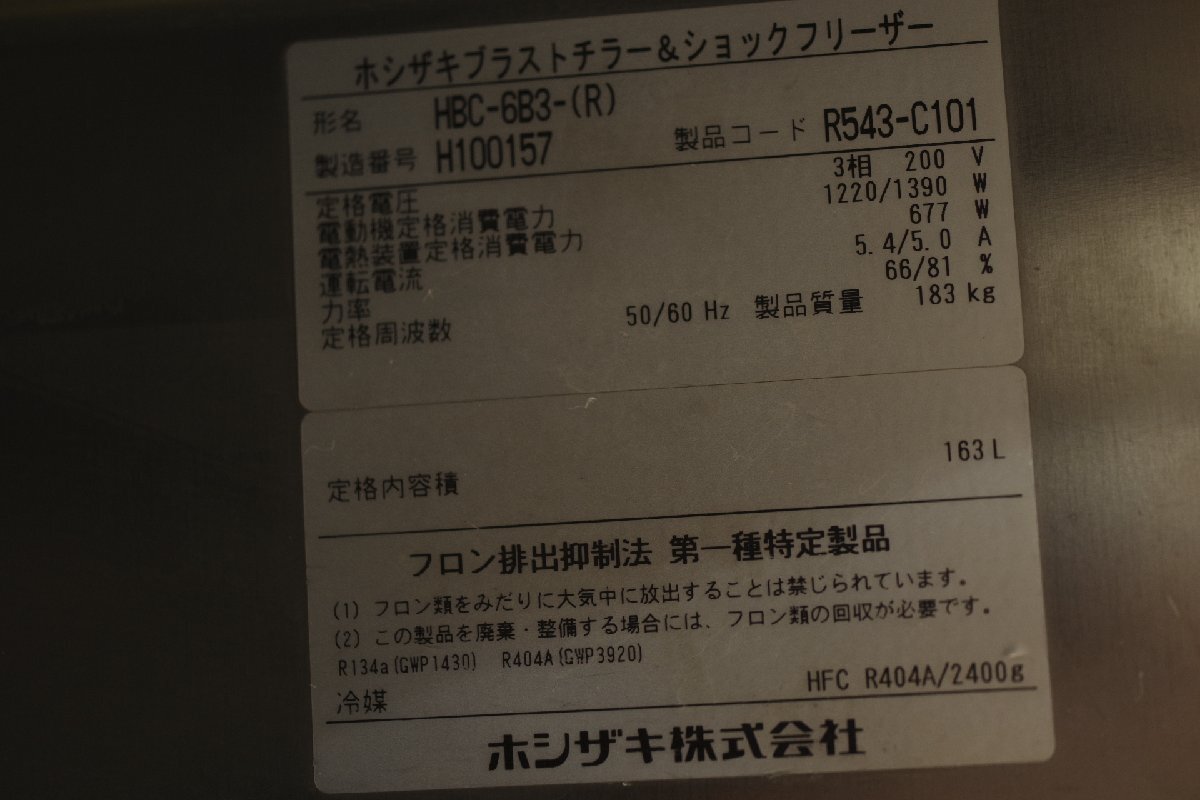 ホシザキブラストチラー&ショックフリーザー
形名 HBC-6B3-(R)
製造番号 H100157 製品コード R543-C101
定格電圧 3相 200 V
電動機定格消費電力 1220/1390 W
電熱装置定格消費電力 677 W
運転電流 5.4/5.0 A
力率 66/81 %
定格周波数 50/60 Hz 製品質量 183 kg
定格内容積 163 L
フロン排出抑制法 第一種特定製品
(1) フロン類をみだりに大気中に放出することは禁じられています。
(2) この製品を廃棄・整備する場合には、フロン類の回収が必要です。
R134a(GWP1430) R404A(GWP3920)
冷媒 HFC R404A/2400g
ホシザキ株式会社